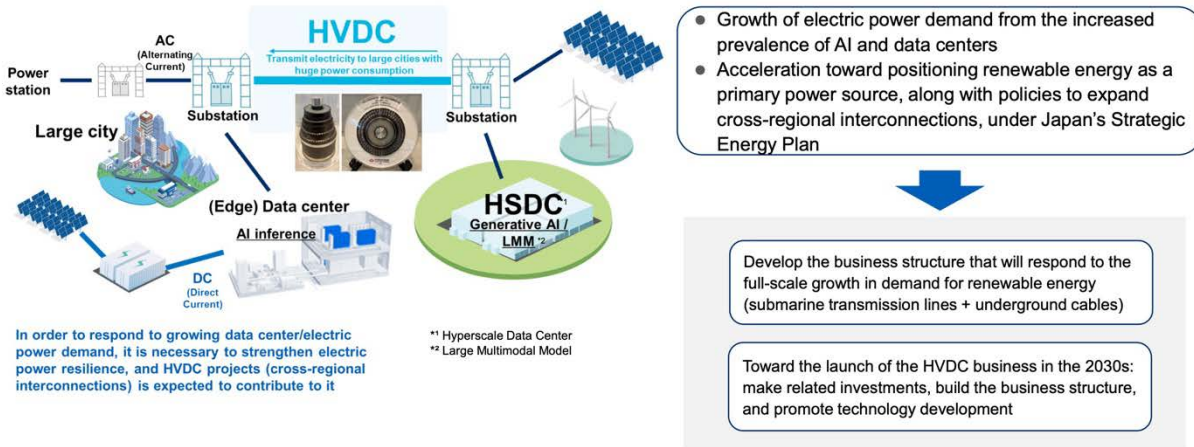 HVDC
Transmit electricity to large cities with
huge power consumption
AC
(Alternating
Current)
Power
station
Substation
Substation
Large city
(Edge) Data center
AI inference
HSDC*1
Generative AI /
LMM *2
DC
(Direct
Current)
In order to respond to growing data center/electric
power demand, it is necessary to strengthen electric
power resilience, and HVDC projects (cross-regional
interconnections) is expected to contribute to it
*1 Hyperscale Data Center
*2 Large Multimodal Model
● Growth of electric power demand from the increased
prevalence of AI and data centers
● Acceleration toward positioning renewable energy as a
primary power source, along with policies to expand
cross-regional interconnections, under Japan's Strategic
Energy Plan
Develop the business structure that will respond to the
full-scale growth in demand for renewable energy
(submarine transmission lines + underground cables)
Toward the launch of the HVDC business in the 2030s:
make related investments, build the business structure,
and promote technology development